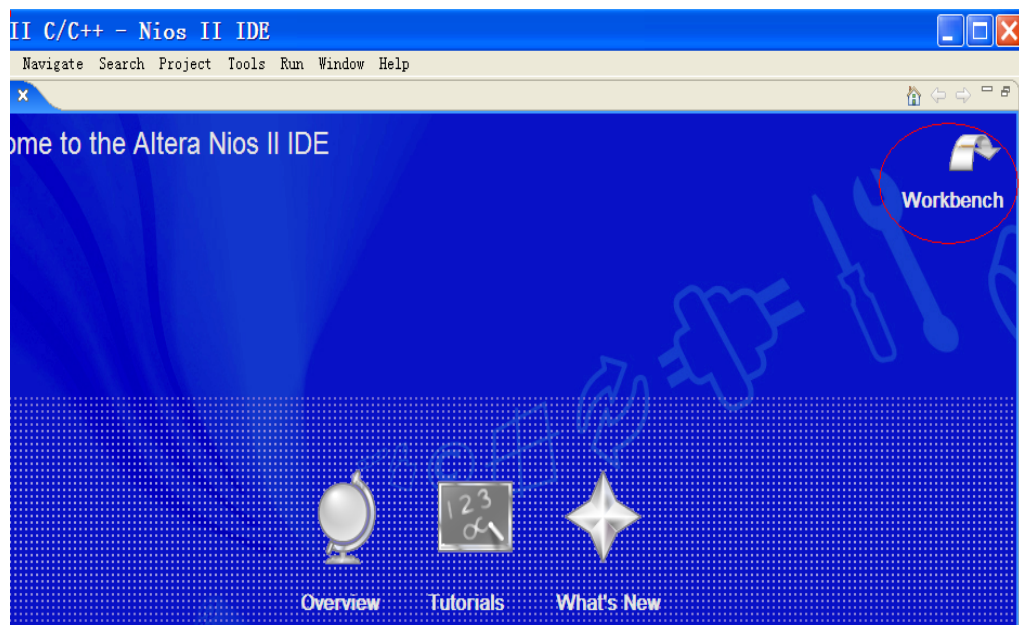 II C/C++ - Nios II IDE
Navigate Search Project Tools Run Window Help
ome to the Altera Nios II IDE
Workbench
123
Overview Tutorials What's New